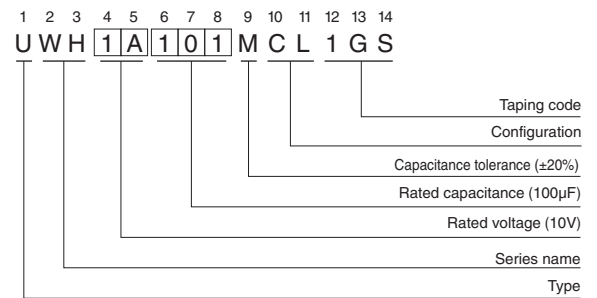 1 2 3 4 5 6 7 8 9 10 11 12 13 14
U W H 1 A 1 0 1 M C L 1 G S
Taping code
Configuration
Capacitance tolerance (±20%)
Rated capacitance (100µF)
Rated voltage (10V)
Series name
Type